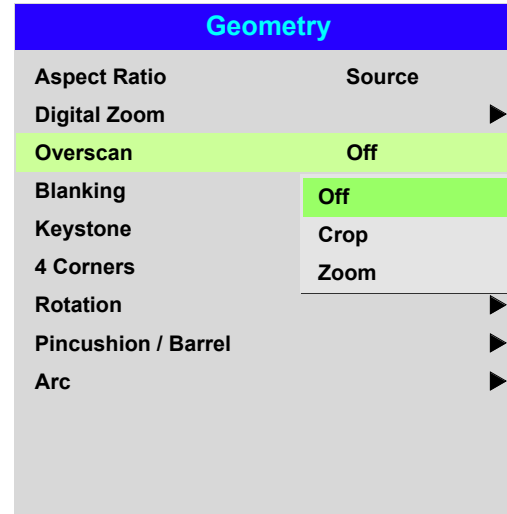 Geometry
Aspect Ratio Source
Digital Zoom
Overscan Off
Blanking Off
Keystone Crop
4 Corners Zoom
Rotation
Pincushion / Barrel
Arc